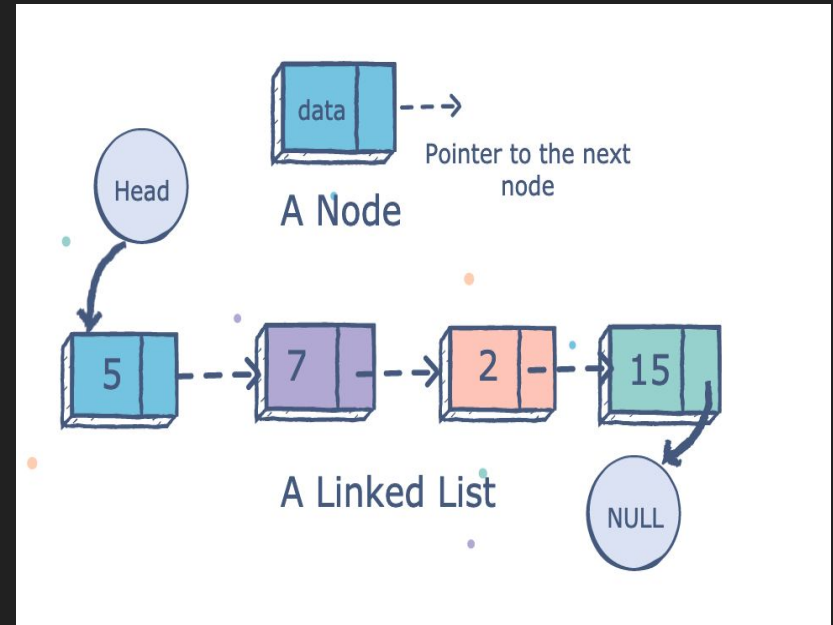 data
Pointer to the next
node
Head
A Node
5
7
2
15
A Linked List
NULL